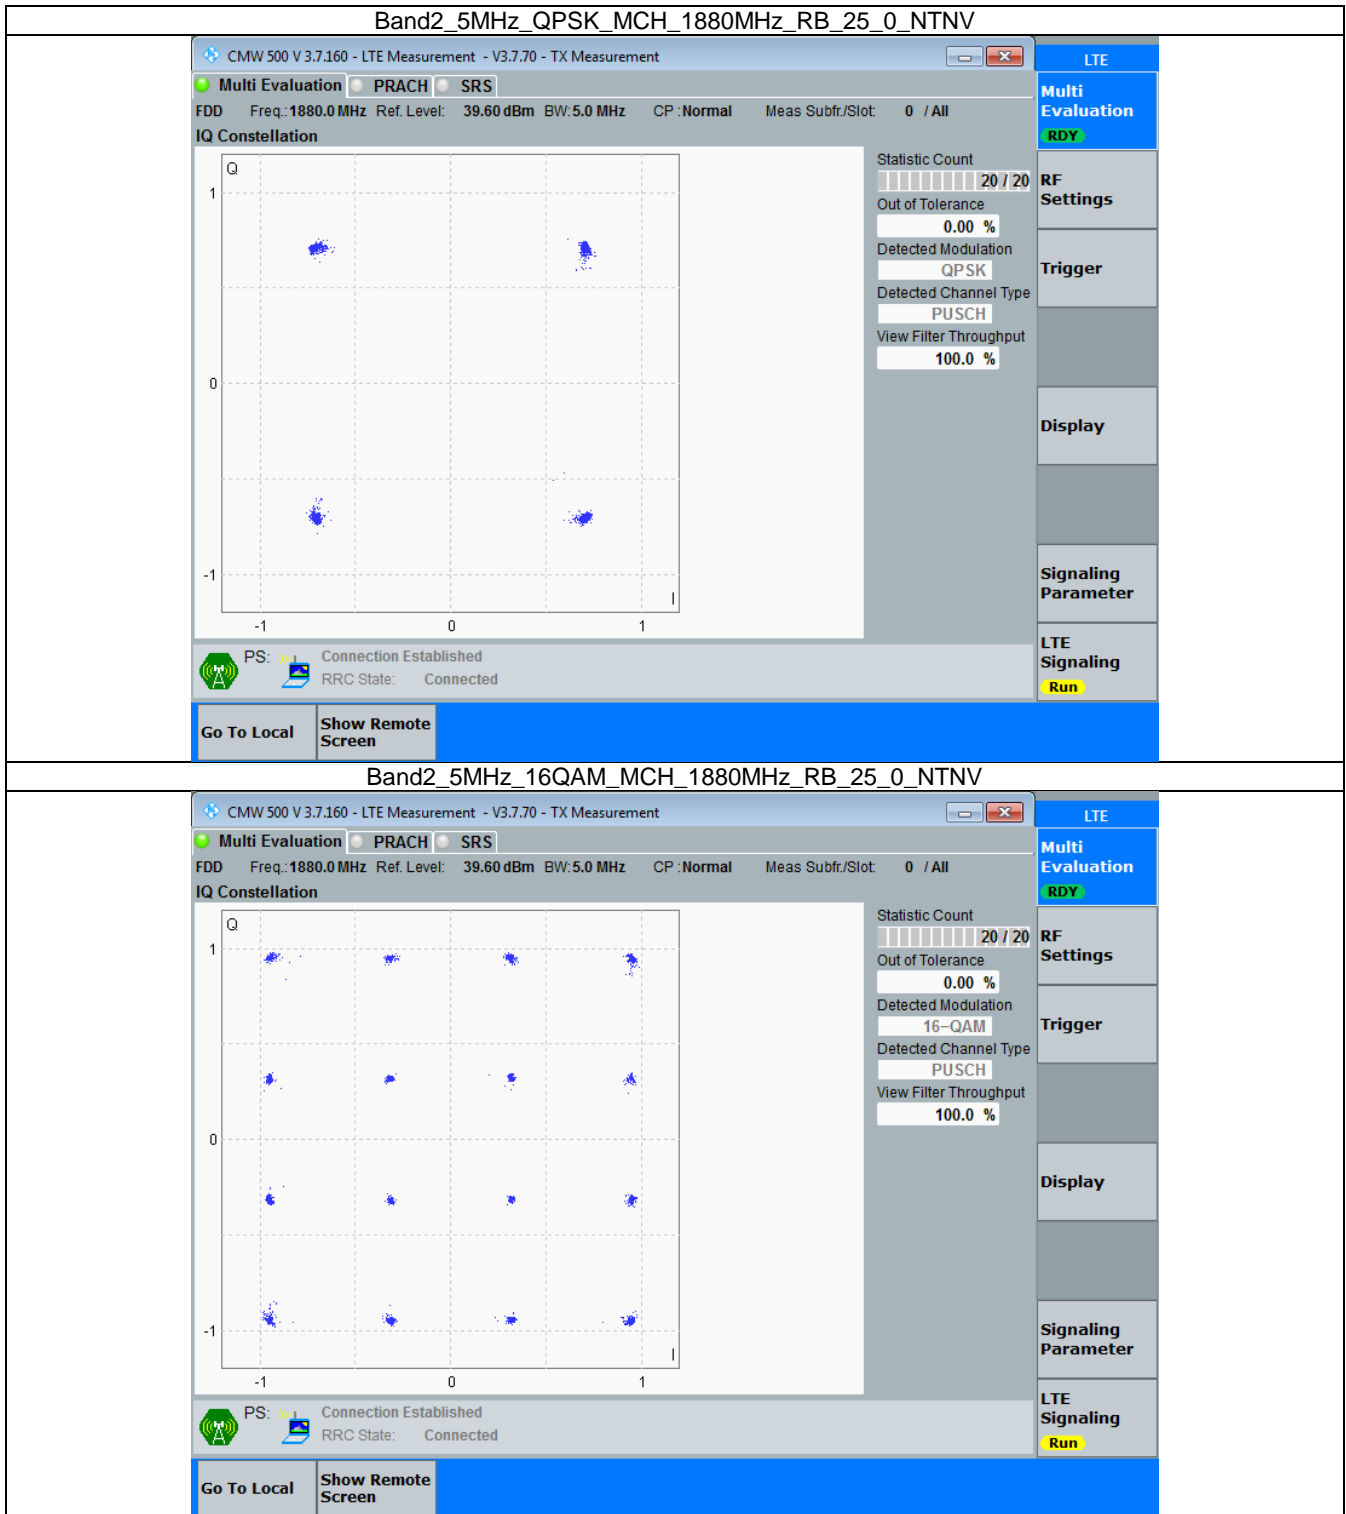 Band2_5MHz_QPSK_MCH_1880MHz_RB_25_0_NTNV
CMW 500 V 3.7.160 - LTE Measurement - V3.7.70 - TX Measurement
LTE
Multi Evaluation PRACH SRS
Multi
Evaluation
RDY
FDD Freq.:1880.0 MHz Ref. Level: 39.60 dBm BW:5.0 MHz CP :Normal Meas Subfr./Slot: 0 / All
IQ Constellation
Q
1
0
-1
I
-1 0 1
Statistic Count
20 / 20
Out of Tolerance
0.00 %
Detected Modulation
QPSK
Detected Channel Type
PUSCH
View Filter Throughput
100.0 %
RF
Settings
Trigger
Display
Signaling
Parameter
LTE
Signaling
Run
PS: Connection Established
RRC State: Connected
Go To Local
Show Remote
Screen
Band2_5MHz_16QAM_MCH_1880MHz_RB_25_0_NTNV
CMW 500 V 3.7.160 - LTE Measurement - V3.7.70 - TX Measurement
LTE
Multi Evaluation PRACH SRS
Multi
Evaluation
RDY
FDD Freq.:1880.0 MHz Ref. Level: 39.60 dBm BW:5.0 MHz CP :Normal Meas Subfr./Slot: 0 / All
IQ Constellation
Q
1
0
-1
I
-1 0 1
Statistic Count
20 / 20
Out of Tolerance
0.00 %
Detected Modulation
16-QAM
Detected Channel Type
PUSCH
View Filter Throughput
100.0 %
RF
Settings
Trigger
Display
Signaling
Parameter
LTE
Signaling
Run
PS: Connection Established
RRC State: Connected
Go To Local
Show Remote
Screen